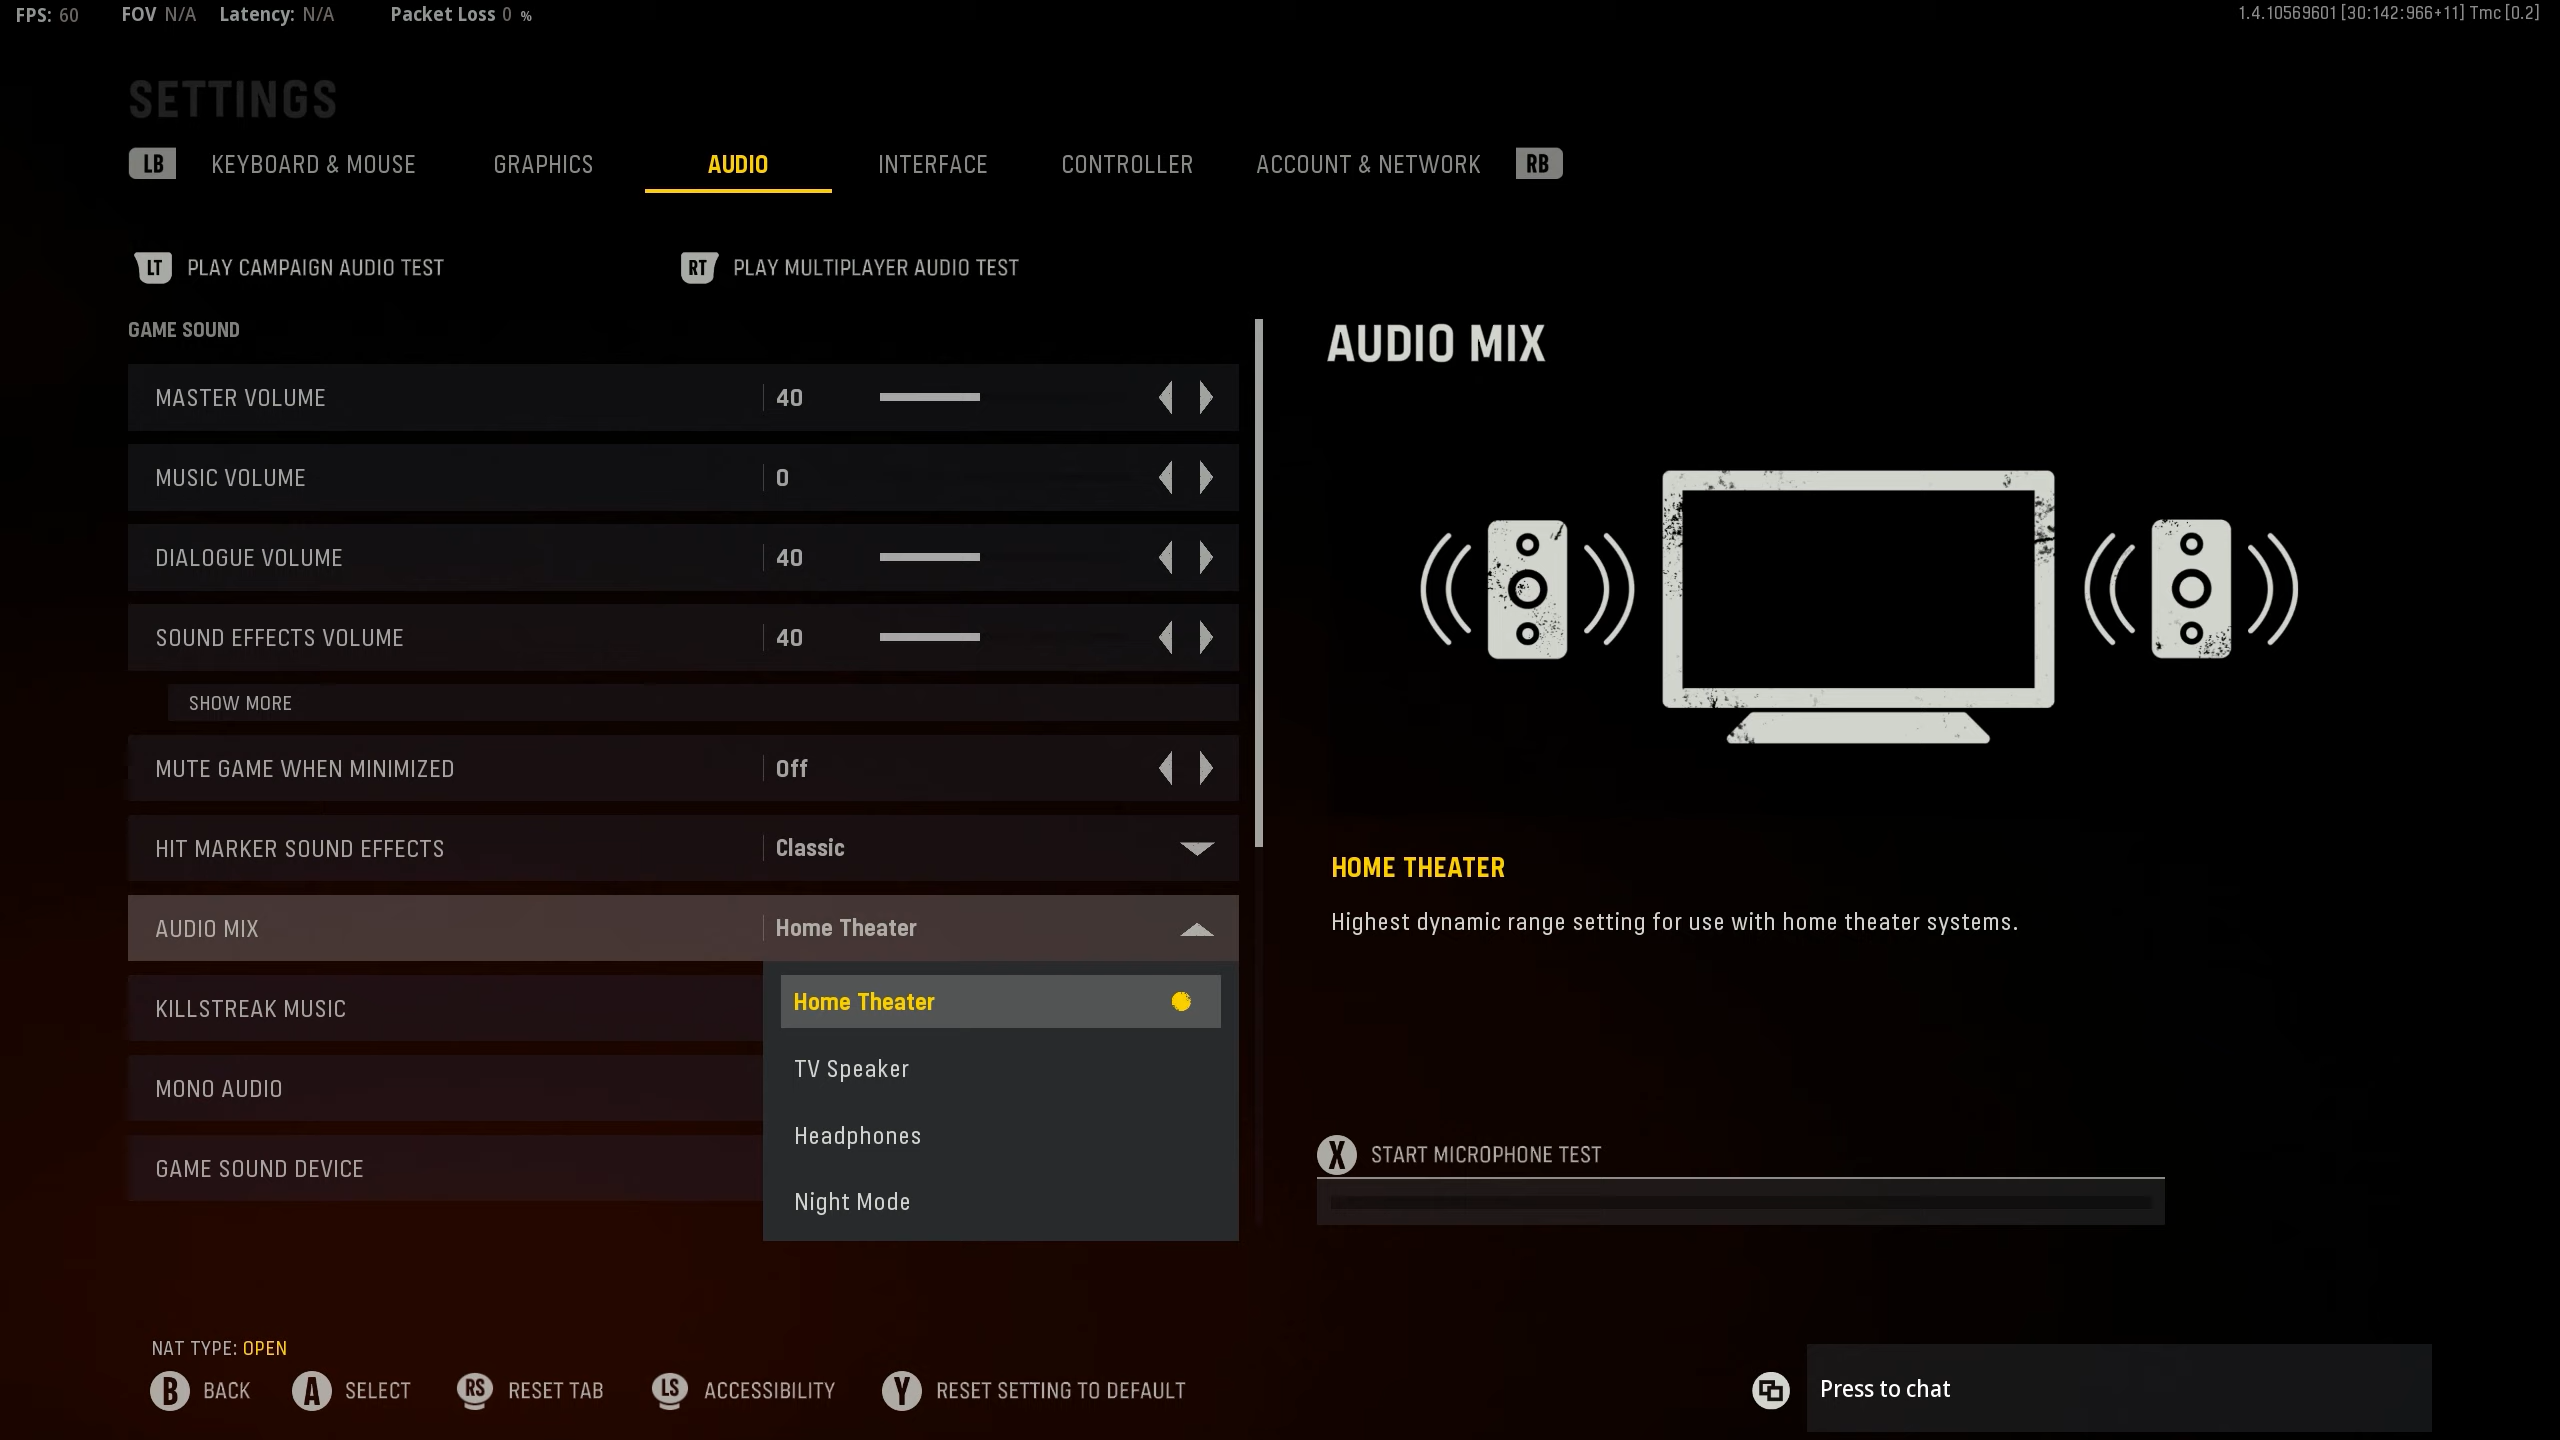 FPS: 60 FOV N/A Latency: N/A Packet Loss 0 %
1.4.10569601 [30:142:966+11] Tmc [0.2]
SETTINGS
LB KEYBOARD & MOUSE GRAPHICS AUDIO INTERFACE CONTROLLER ACCOUNT & NETWORK RB
LT PLAY CAMPAIGN AUDIO TEST RT PLAY MULTIPLAYER AUDIO TEST
GAME SOUND
MASTER VOLUME 40
MUSIC VOLUME 0
DIALOGUE VOLUME 40
SOUND EFFECTS VOLUME 40
SHOW MORE
MUTE GAME WHEN MINIMIZED Off
HIT MARKER SOUND EFFECTS Classic
AUDIO MIX Home Theater
Home Theater
TV Speaker
Headphones
Night Mode
KILLSTREAK MUSIC
MONO AUDIO
GAME SOUND DEVICE
AUDIO MIX
HOME THEATER
Highest dynamic range setting for use with home theater systems.
X START MICROPHONE TEST
NAT TYPE: OPEN
B BACK A SELECT RS RESET TAB LS ACCESSIBILITY Y RESET SETTING TO DEFAULT
Press to chat